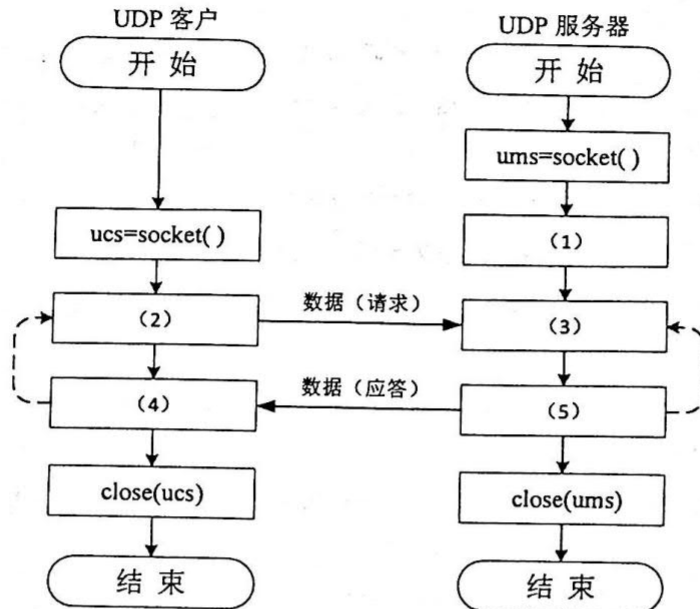 UDP 客户
UDP 服务器
开 始
开 始
ums=socket( )
ucs=socket( )
(1)
(2)
数据（请求）
(3)
(4)
数据（应答）
(5)
close(ucs)
close(ums)
结 束
结 束